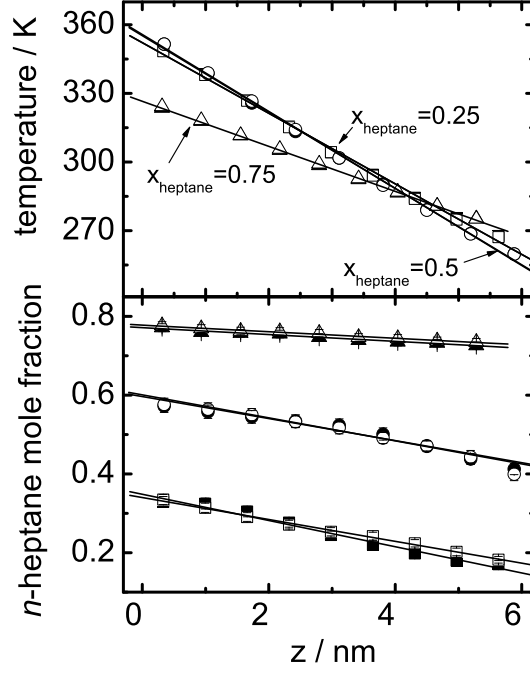 360
330
300
270
temperature / K
x_heptane=0.25
x_heptane=0.75
x_heptane=0.5
0.8
0.6
0.4
0.2
n-heptane mole fraction
0 2 4 6
z / nm